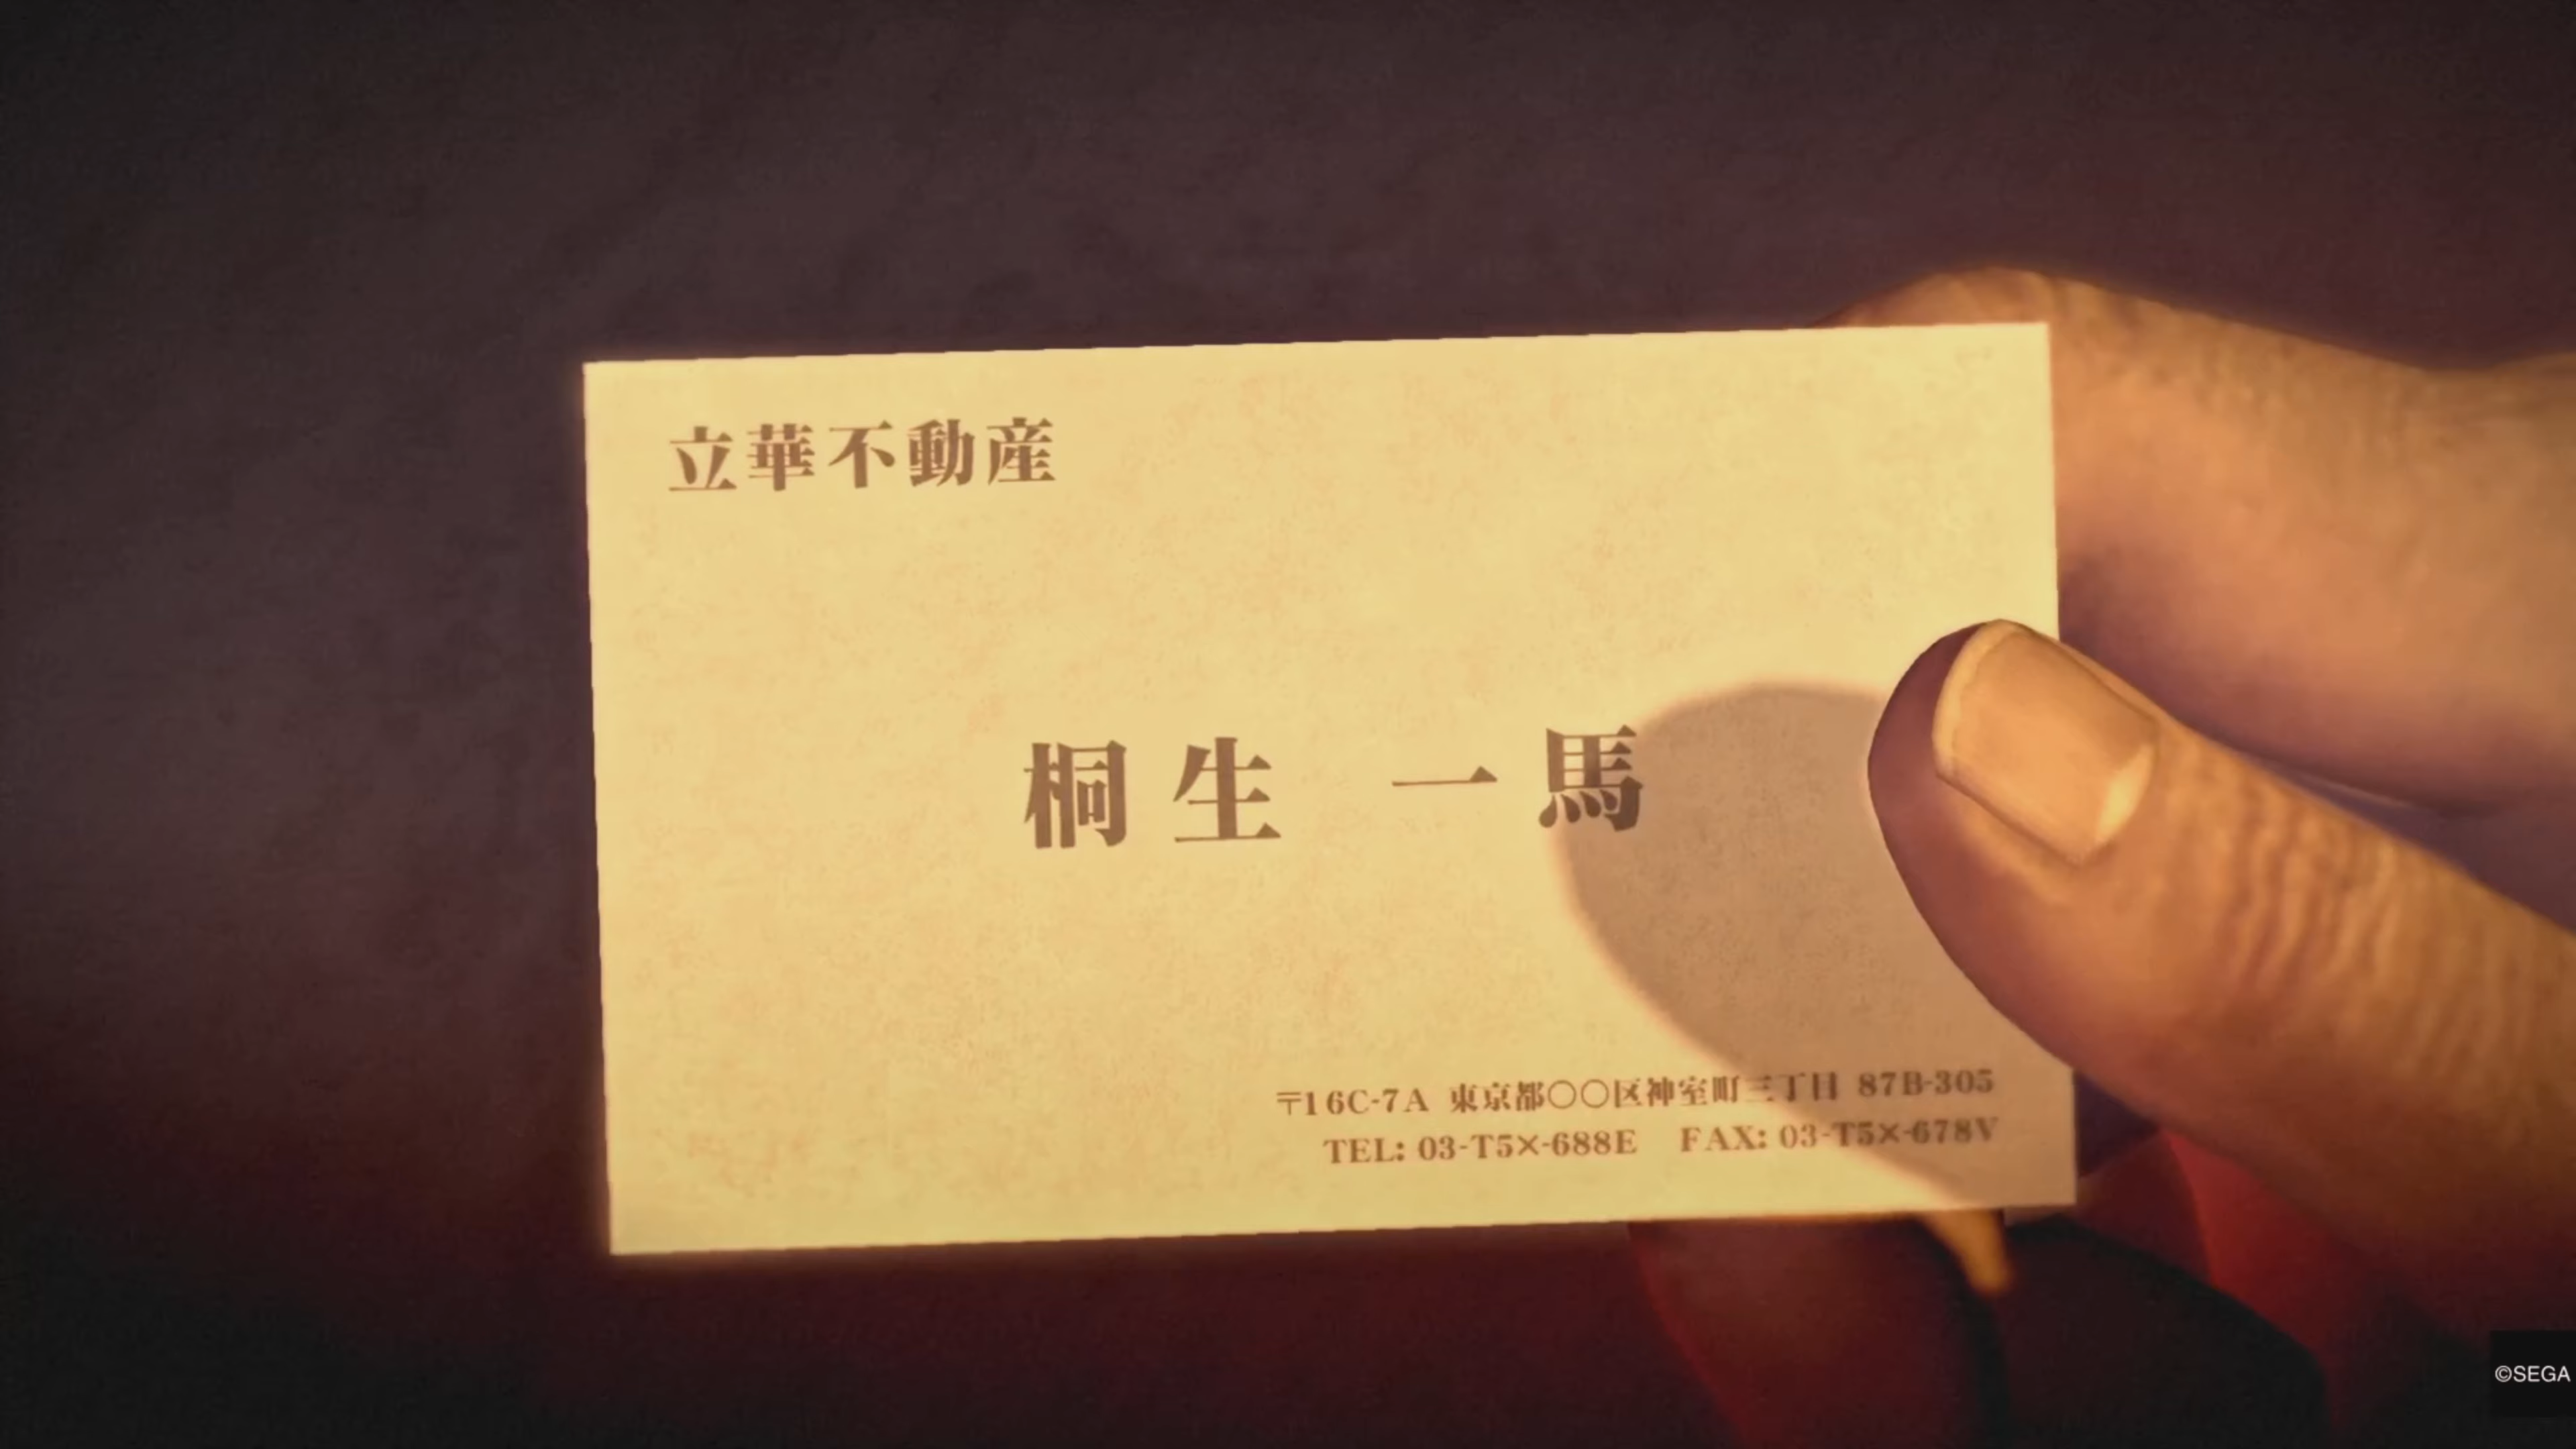 立華不動産
桐生 一馬
〒16C-7A 東京都〇〇区神室町三丁目 87B-305
TEL: 03-T5×-688E FAX: 03-T5×-678V
©SEGA